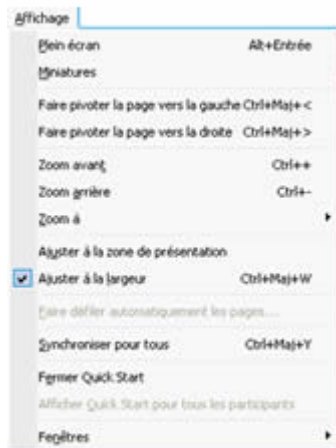 Affichage
Plein écran Alt+Entrée
Miniatures
Faire pivoter la page vers la gauche Ctrl+Maj+<
Faire pivoter la page vers la droite Ctrl+Maj+>
Zoom avant Ctrl++
Zoom arrière Ctrl+-
Zoom à
Ajuster à la zone de présentation
Ajuster à la largeur Ctrl+Maj+W
Faire défiler automatiquement les pages...
Synchroniser pour tous Ctrl+Maj+Y
Fermer Quick Start
Afficher Quick Start pour tous les participants
Fenêtres